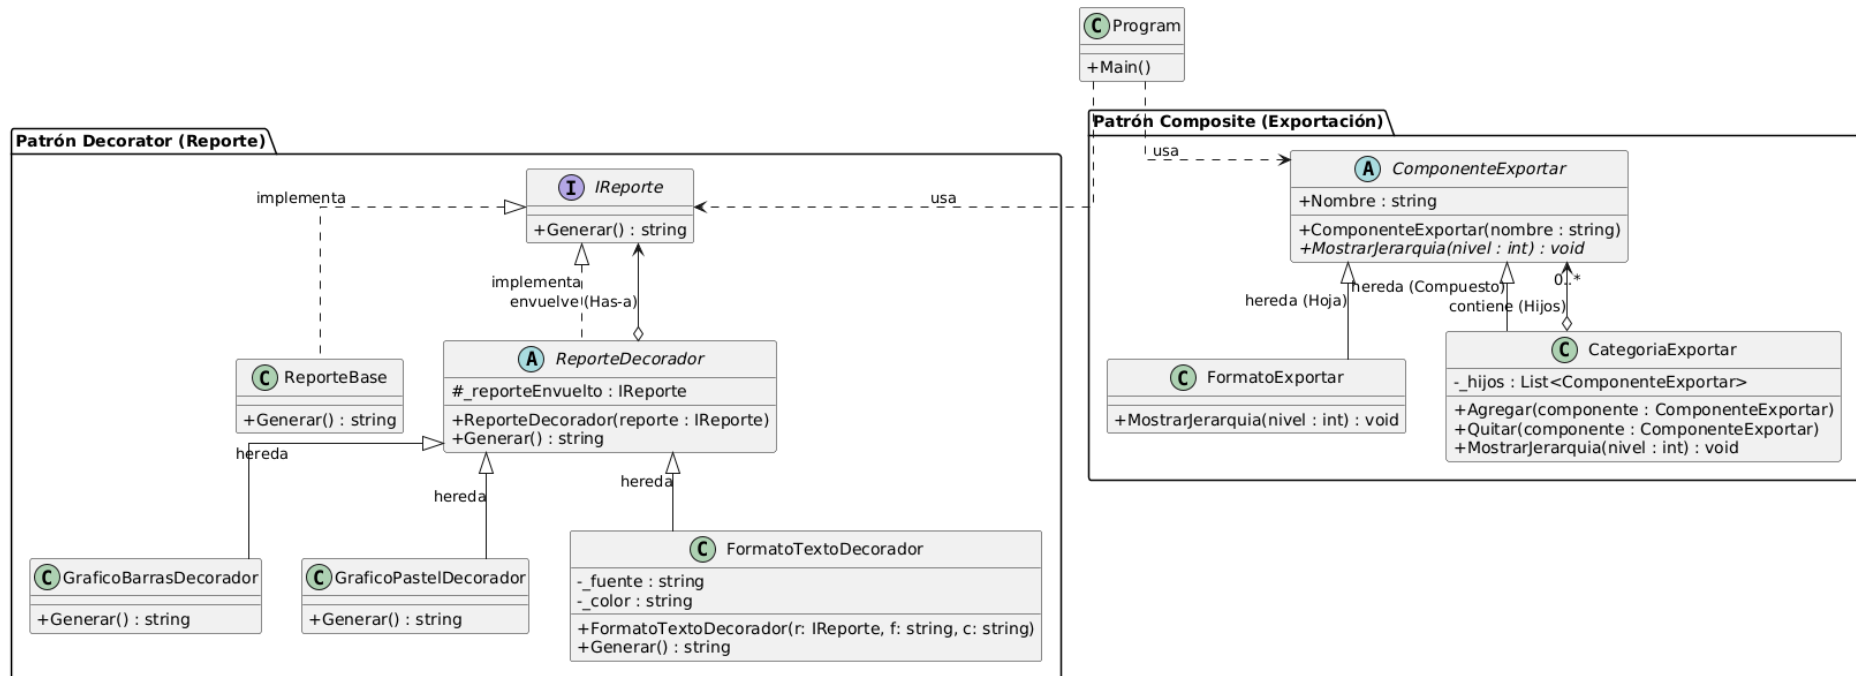 C Program
+Main()
Patrón Decorator (Reporte)
Patrón Composite (Exportación)
usa
usa
implementa
I IReporte
+Generar() : string
implementa
envuelve (Has-a)
C ReporteBase
+Generar() : string
A ReporteDecorador
#_reporteEnvuelto : IReporte
+ReporteDecorador(reporte : IReporte)
+Generar() : string
hereda
hereda
hereda
C GraficoBarrasDecorador
+Generar() : string
C GraficoPastelDecorador
+Generar() : string
C FormatoTextoDecorador
-_fuente : string
-_color : string
+FormatoTextoDecorador(r: IReporte, f: string, c: string)
+Generar() : string
A ComponenteExportar
+Nombre : string
+ComponenteExportar(nombre : string)
+MostrarJerarquia(nivel : int) : void
hereda (Hoja)
hereda (Compuesto)
0..*
contiene (Hijos)
C FormatoExportar
+MostrarJerarquia(nivel : int) : void
C CategoriaExportar
-_hijos : List<ComponenteExportar>
+Agregar(componente : ComponenteExportar)
+Quitar(componente : ComponenteExportar)
+MostrarJerarquia(nivel : int) : void